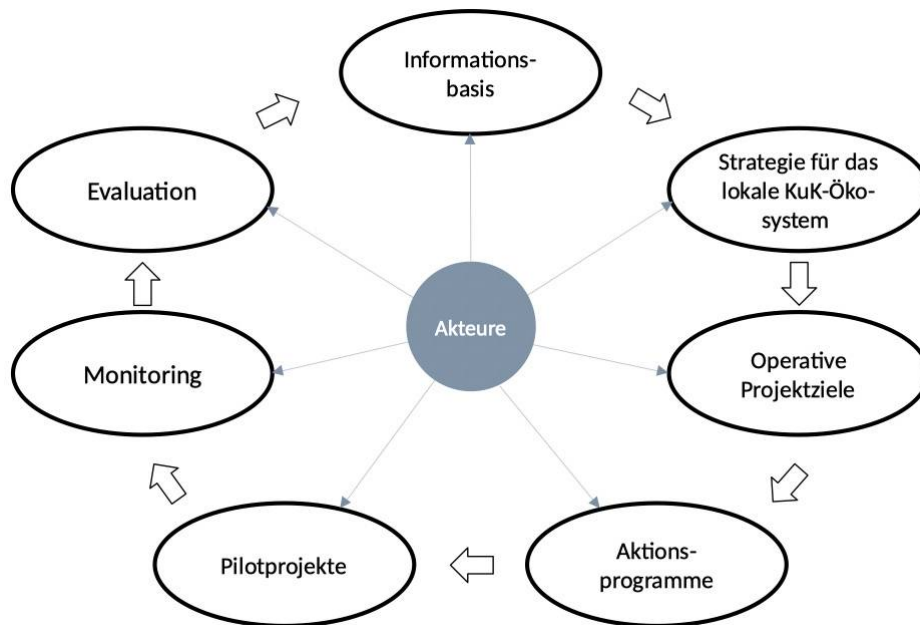 Informations-
basis
Strategie für das
lokale KuK-Öko-
system
Operative
Projektziele
Aktions-
programme
Pilotprojekte
Monitoring
Evaluation
Akteure